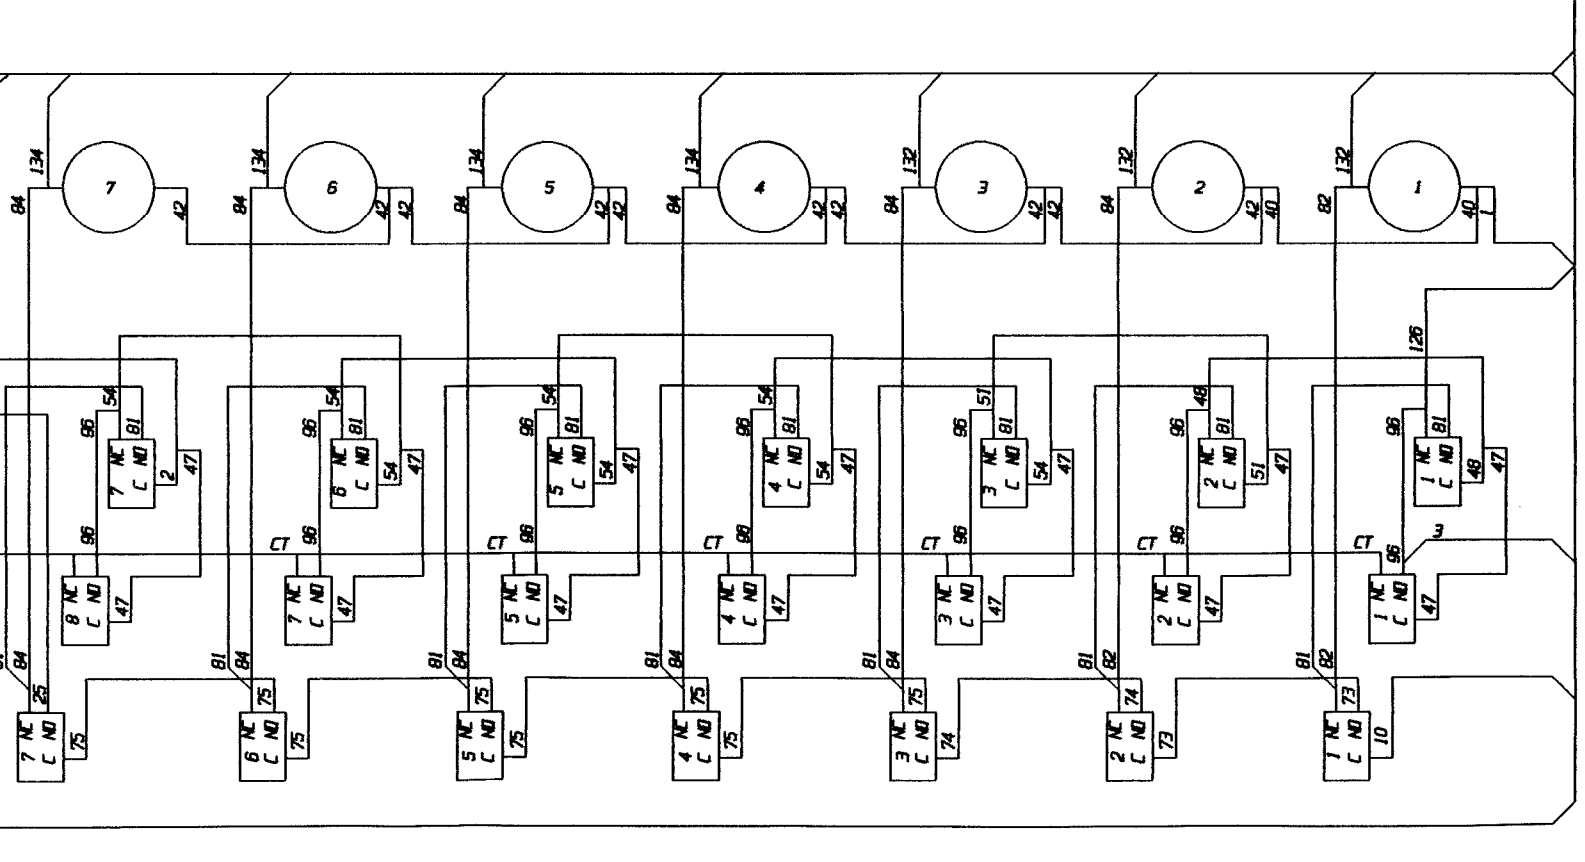 134 134 134 134 132 132 132
7 6 5 4 3 2 1
84 42 84 42 42 84 42 42 84 42 42 84 42 42 84 42 40 82 40 1
126
54 54 54 54 51 48
96 81 96 81 96 81 96 81 96 81 96 81 96 81
7 NC C NO 2 47
6 NC C NO 54 47
5 NC C NO 54 47
4 NC C NO 54 47
3 NC C NO 54 47
2 NC C NO 51 47
1 NC C NO 48 47
96 CT 96 CT 96 CT 96 CT 96 CT 96 CT 96 3
8 NC C NO 47
7 NC C NO 47
5 NC C NO 47
4 NC C NO 47
3 NC C NO 47
2 NC C NO 47
1 NC C NO 47
84 81 84 81 84 81 84 81 84 81 82 81 82
25 75 75 75 75 74 73
7 NC C NO 75
6 NC C NO 75
5 NC C NO 75
4 NC C NO 75
3 NC C NO 74
2 NC C NO 73
1 NC C NO 10